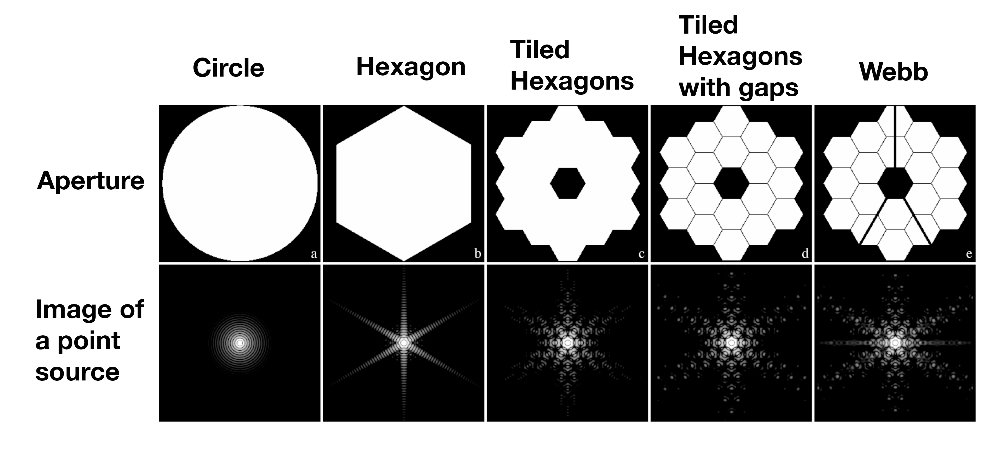 Circle
Hexagon
Tiled
Hexagons
Tiled
Hexagons
with gaps
Webb
Aperture
a
b
c
d
e
Image of
a point
source